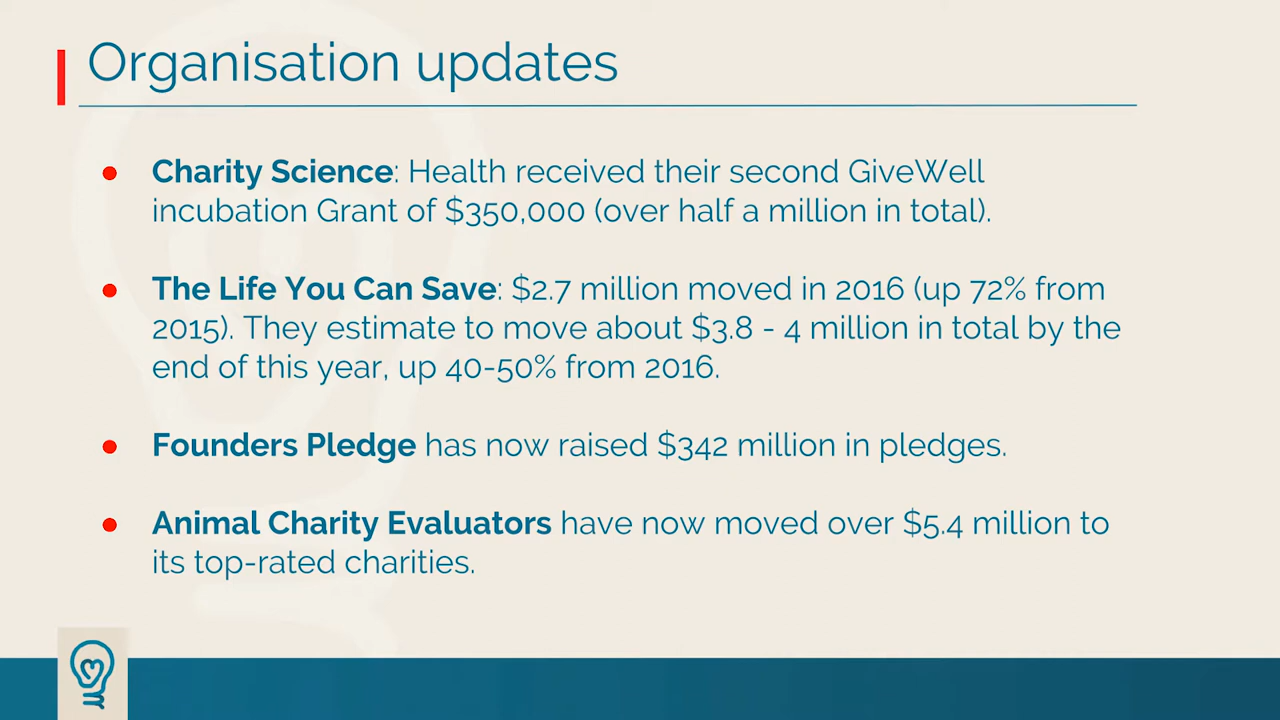 Organisation updates
● Charity Science: Health received their second GiveWell
incubation Grant of $350,000 (over half a million in total).
● The Life You Can Save: $2.7 million moved in 2016 (up 72% from
2015). They estimate to move about $3.8 - 4 million in total by the
end of this year, up 40-50% from 2016.
● Founders Pledge has now raised $342 million in pledges.
● Animal Charity Evaluators have now moved over $5.4 million to
its top-rated charities.